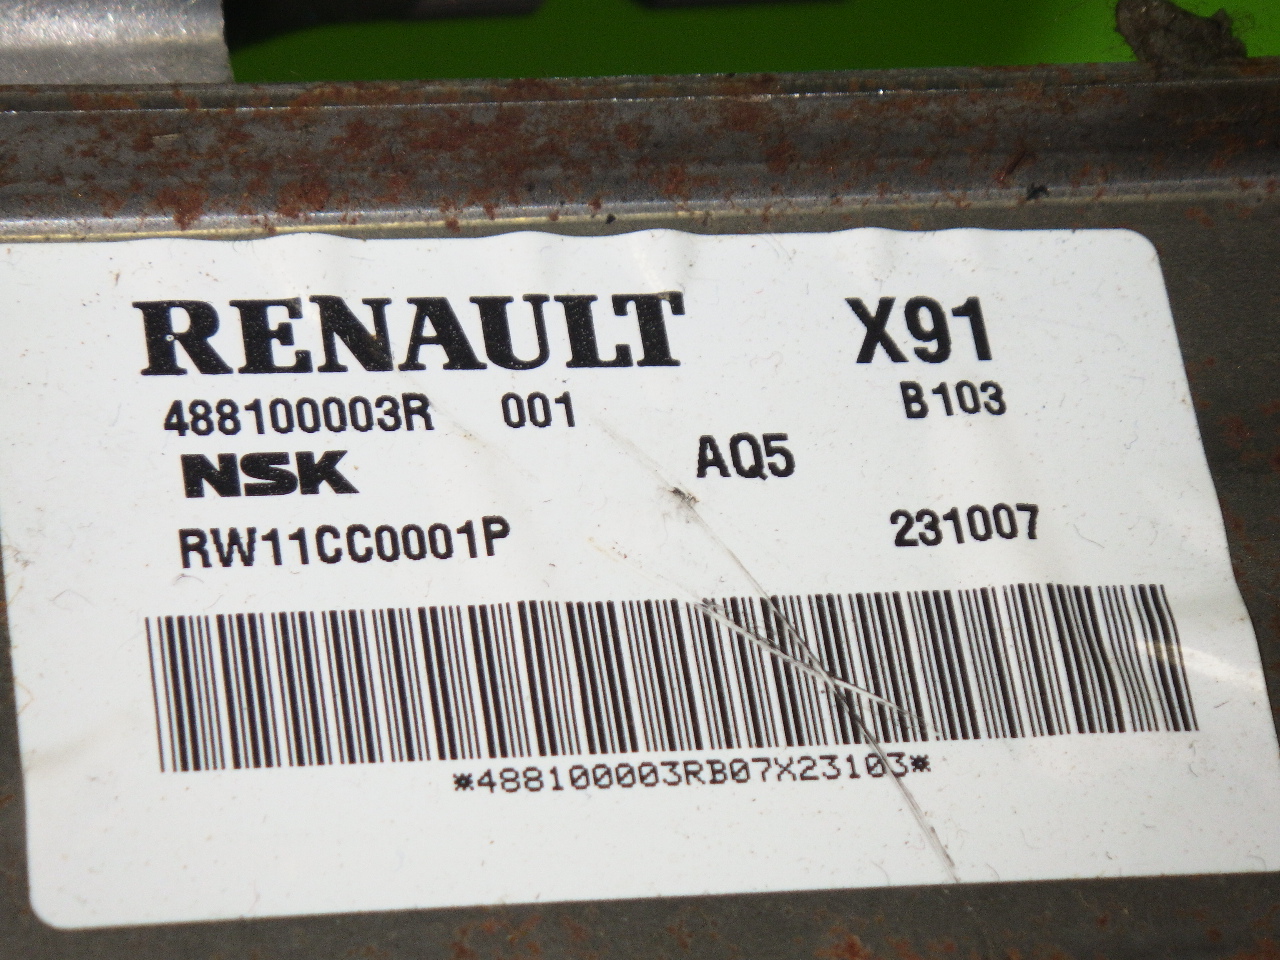 RENAULT X91
488100003R 001 B103
NSK AQ5
RW11CC0001P 231007
*488100003RB07X23103*